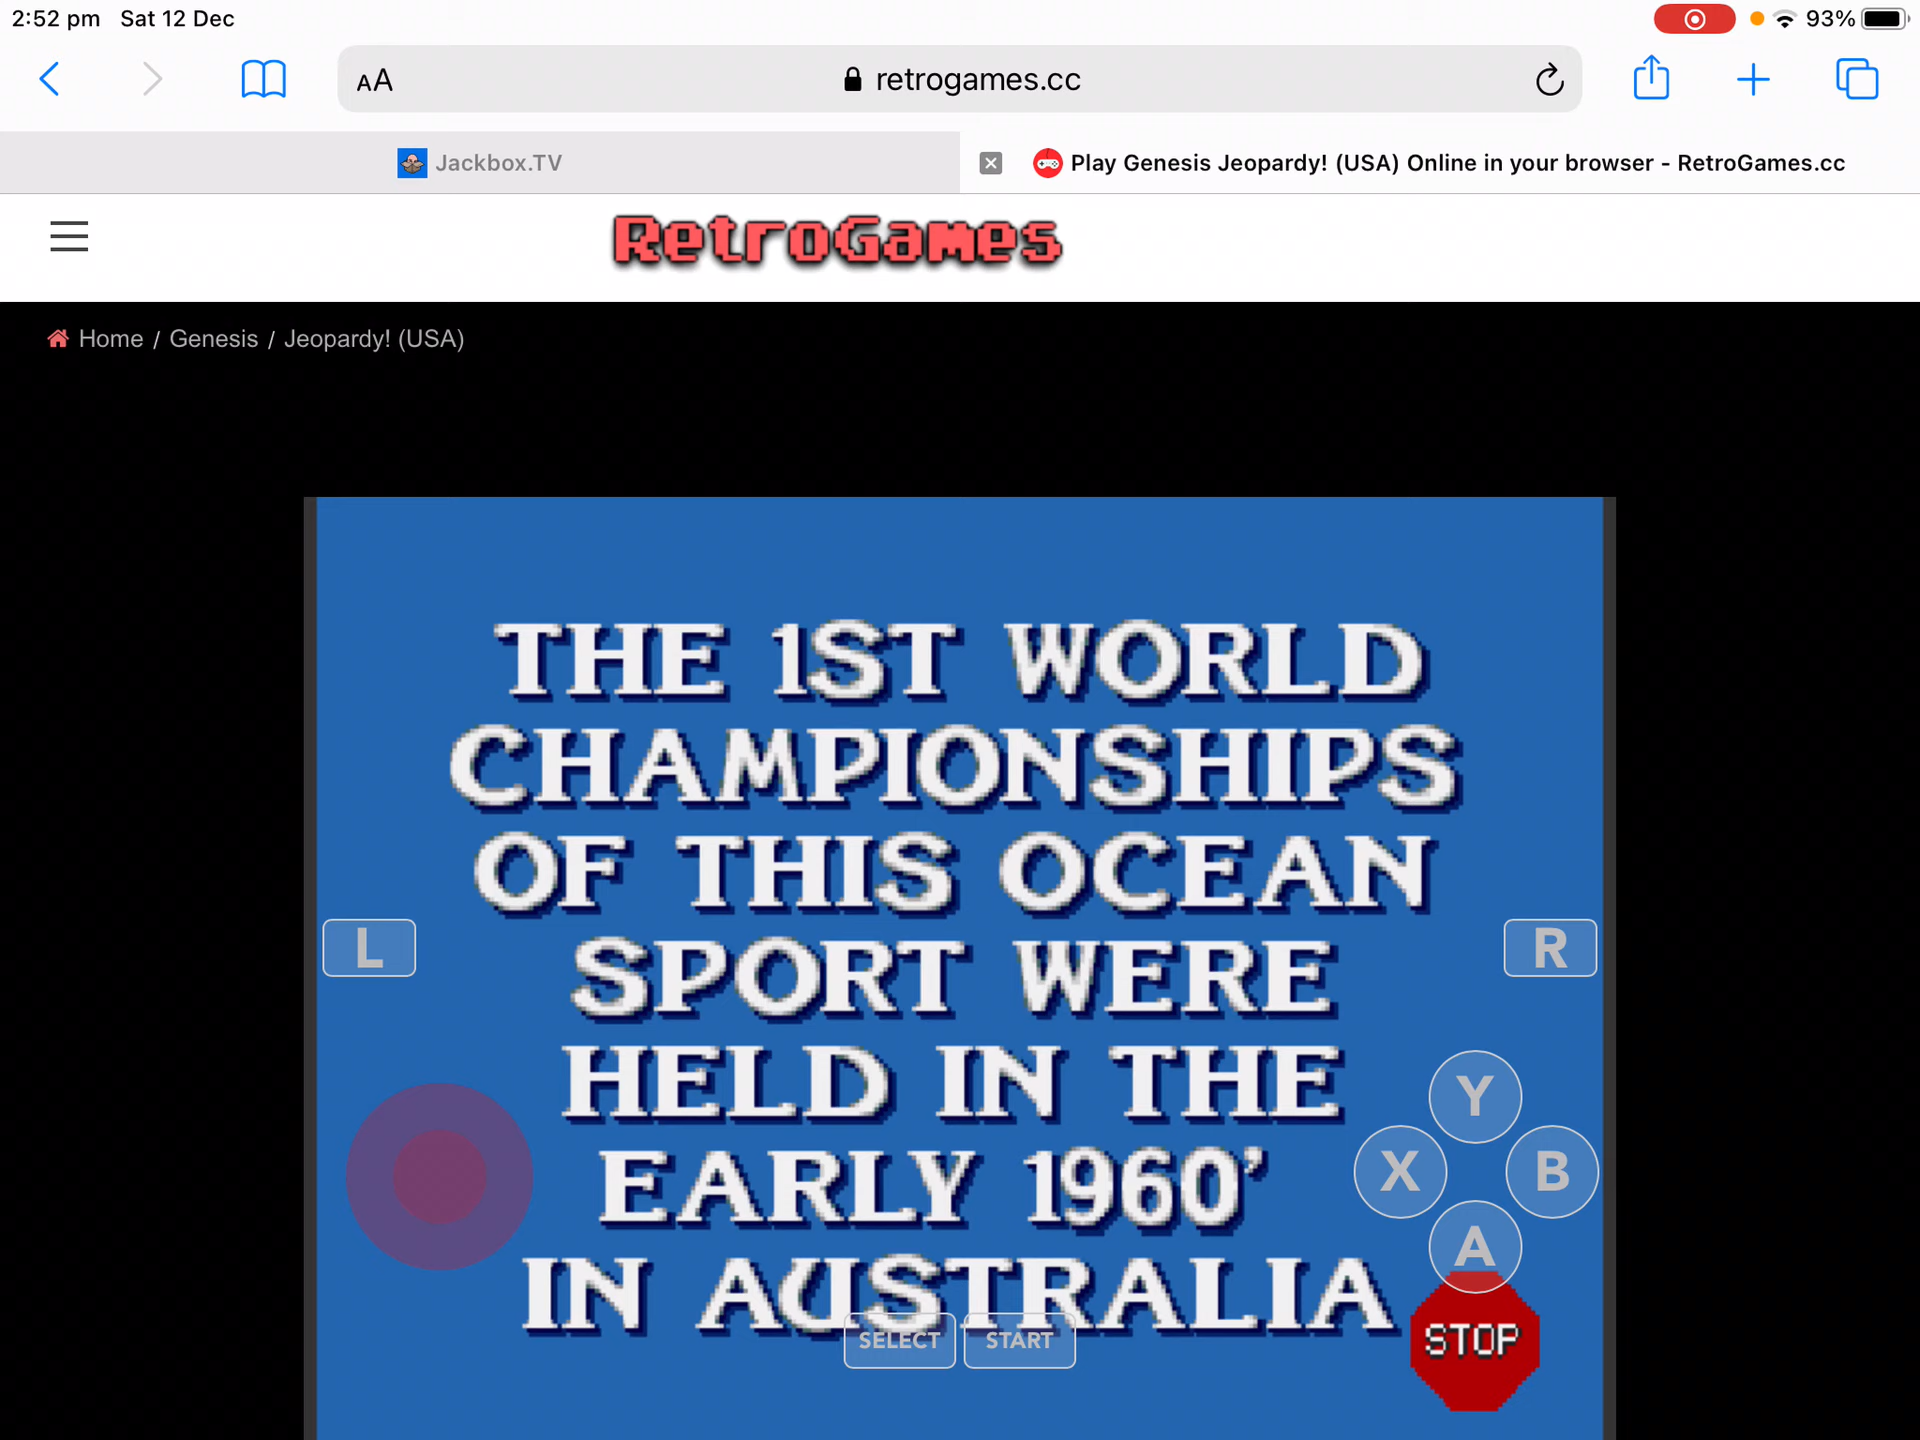 2:52 pm Sat 12 Dec 93%
AA retrogames.cc
Jackbox.TV Play Genesis Jeopardy! (USA) Online in your browser - RetroGames.cc
RetroGames
Home / Genesis / Jeopardy! (USA)
THE 1ST WORLD
CHAMPIONSHIPS
OF THIS OCEAN
SPORT WERE
HELD IN THE
EARLY 1960'
IN AUSTRALIA
L
R
Y
X
B
A
SELECT START
STOP